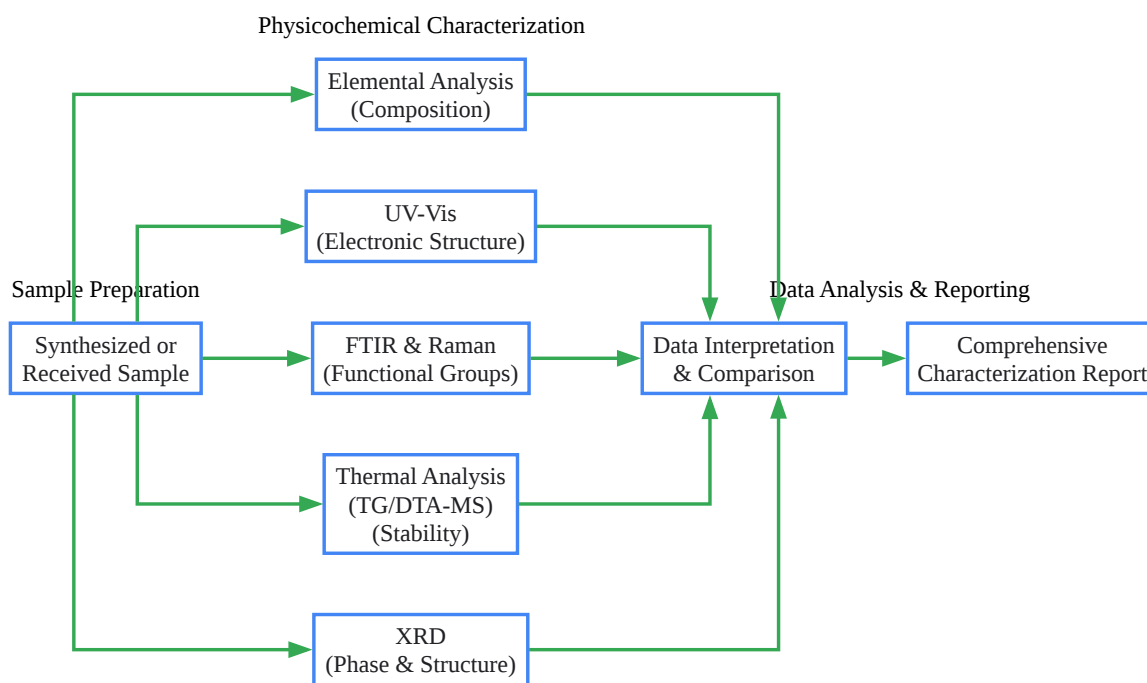 Physicochemical Characterization
Elemental Analysis
(Composition)
UV-Vis
(Electronic Structure)
Sample Preparation
Data Analysis & Reporting
Synthesized or
Received Sample
FTIR & Raman
(Functional Groups)
Data Interpretation
& Comparison
Comprehensive
Characterization Report
Thermal Analysis
(TG/DTA-MS)
(Stability)
XRD
(Phase & Structure)